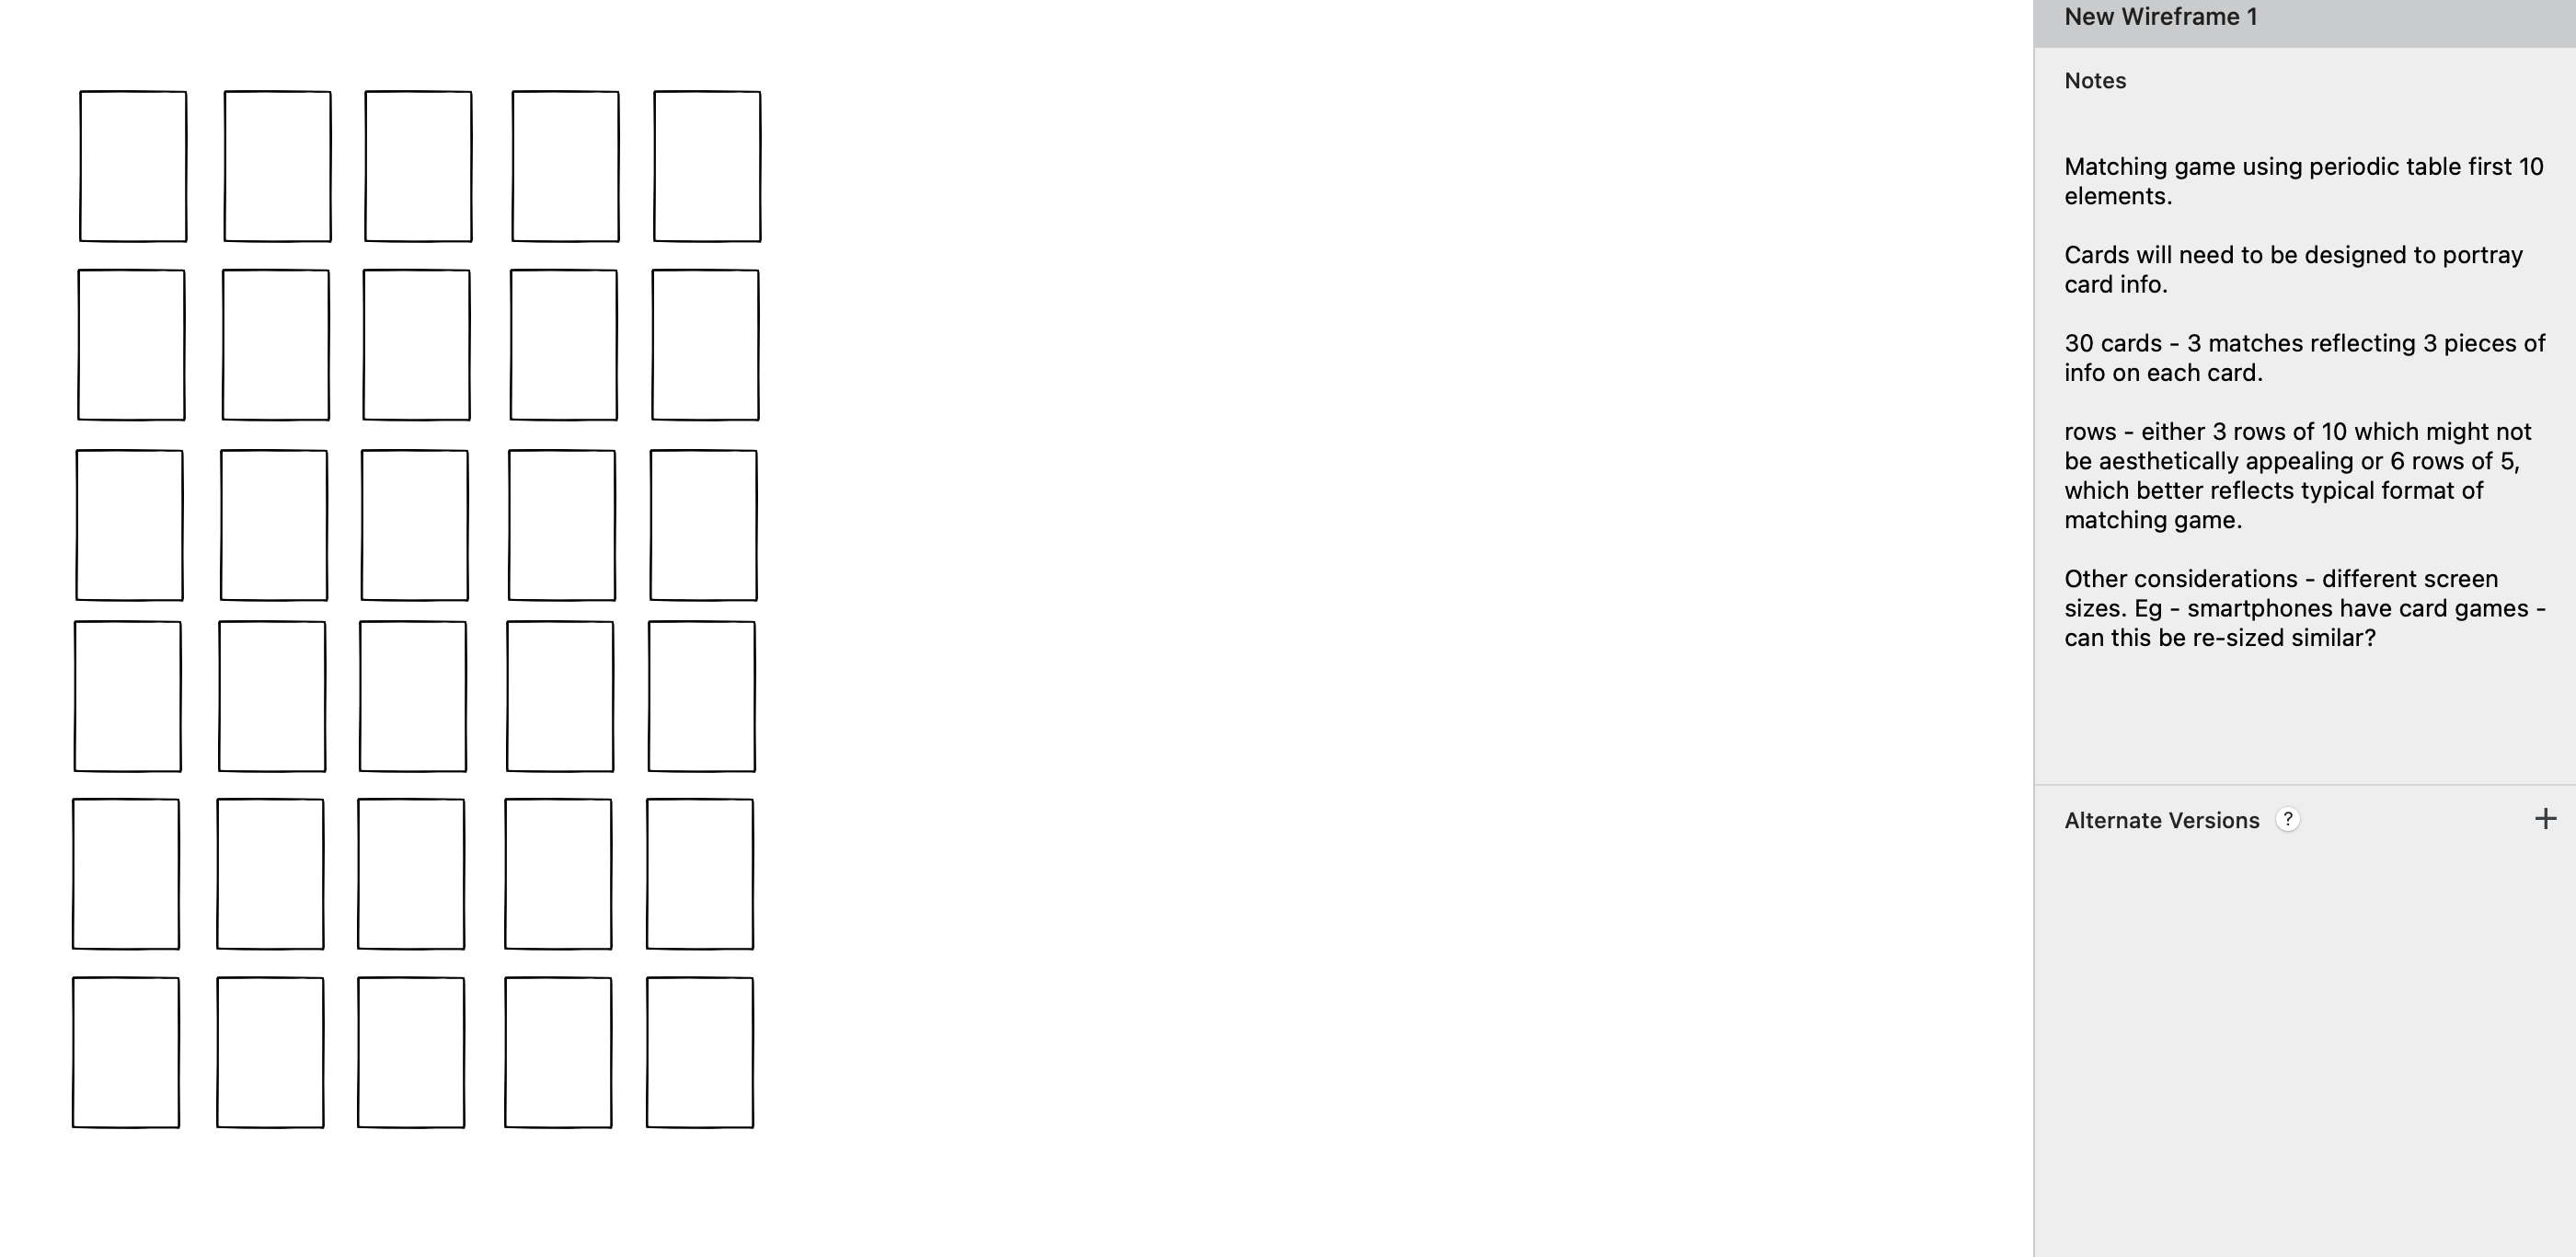 New Wireframe 1
Notes
Matching game using periodic table first 10
elements.
Cards will need to be designed to portray
card info.
30 cards - 3 matches reflecting 3 pieces of
info on each card.
rows - either 3 rows of 10 which might not
be aesthetically appealing or 6 rows of 5,
which better reflects typical format of
matching game.
Other considerations - different screen
sizes. Eg - smartphones have card games -
can this be re-sized similar?
Alternate Versions ? +